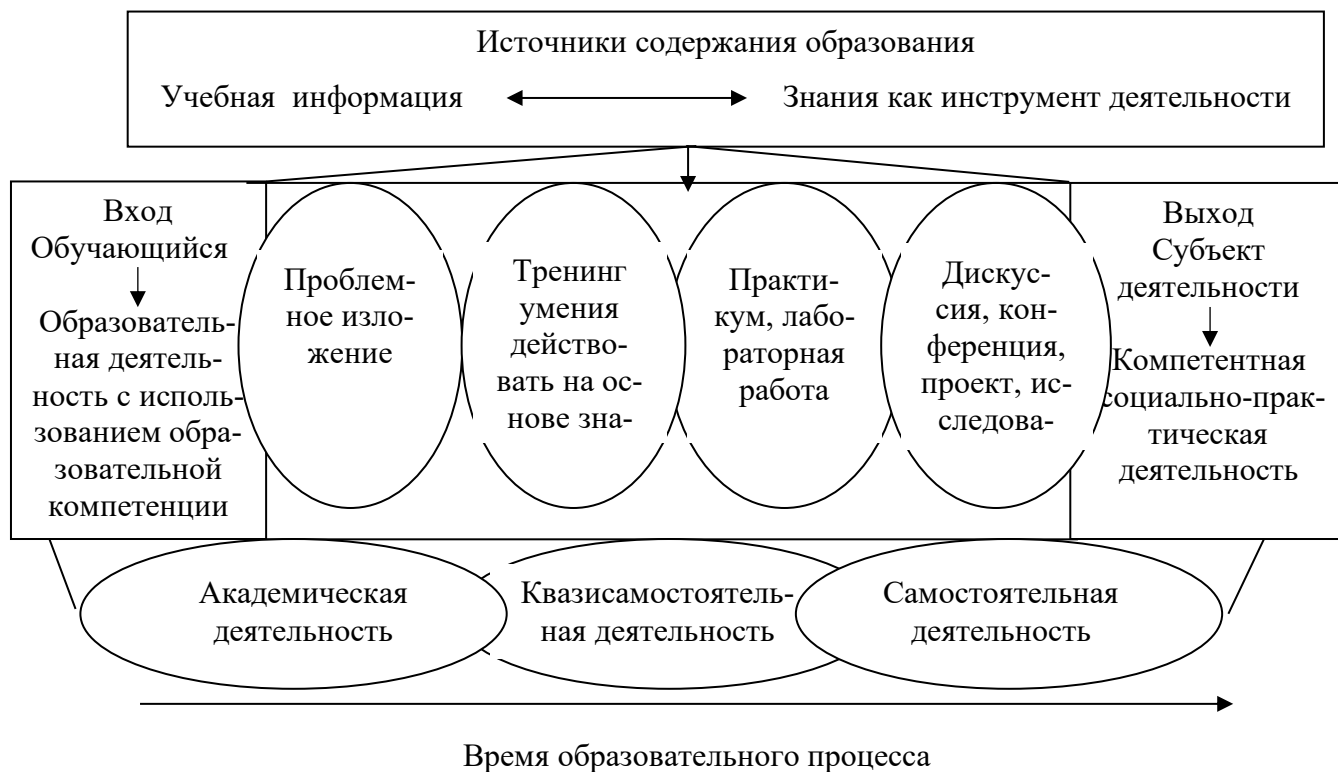 Источники содержания образования
Учебная информация
Знания как инструмент деятельности
Вход
Обучающийся
Образователь-
ная деятель-
ность с исполь-
зованием обра-
зовательной
компетенции
Проблем-
ное изло-
жение
Тренинг
умения
действо-
вать на ос-
нове зна-
Практи-
кум, лабо-
раторная
работа
Дискус-
сия, кон-
ференция,
проект, ис-
следова-
Выход
Субъект
деятельности
Компетентная
социально-прак-
тическая
деятельность
Академическая
деятельность
Квазисамостоятель-
ная деятельность
Самостоятельная
деятельность
Время образовательного процесса